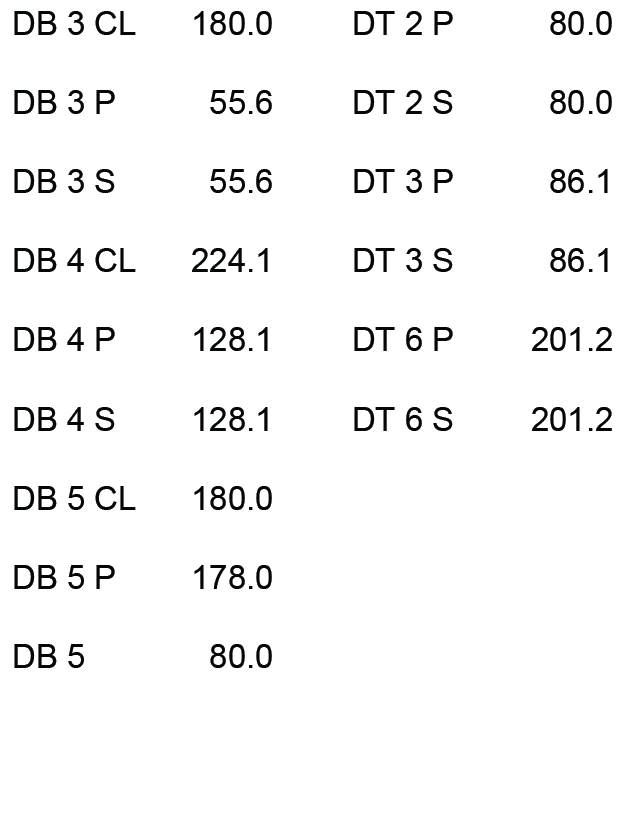 DB 3 CL 180.0 DT 2 P 80.0
DB 3 P 55.6 DT 2 S 80.0
DB 3 S 55.6 DT 3 P 86.1
DB 4 CL 224.1 DT 3 S 86.1
DB 4 P 128.1 DT 6 P 201.2
DB 4 S 128.1 DT 6 S 201.2
DB 5 CL 180.0
DB 5 P 178.0
DB 5 80.0